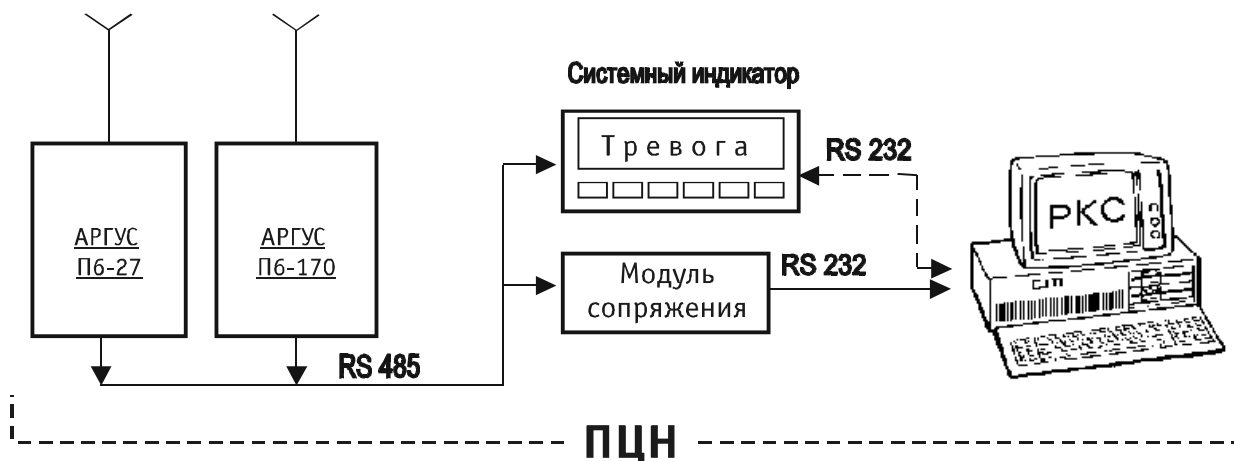 Системный индикатор
Тревога
RS 232
РКС
АРГУС
П6-27
АРГУС
П6-170
Модуль
сопряжения
RS 232
RS 485
ПЦН